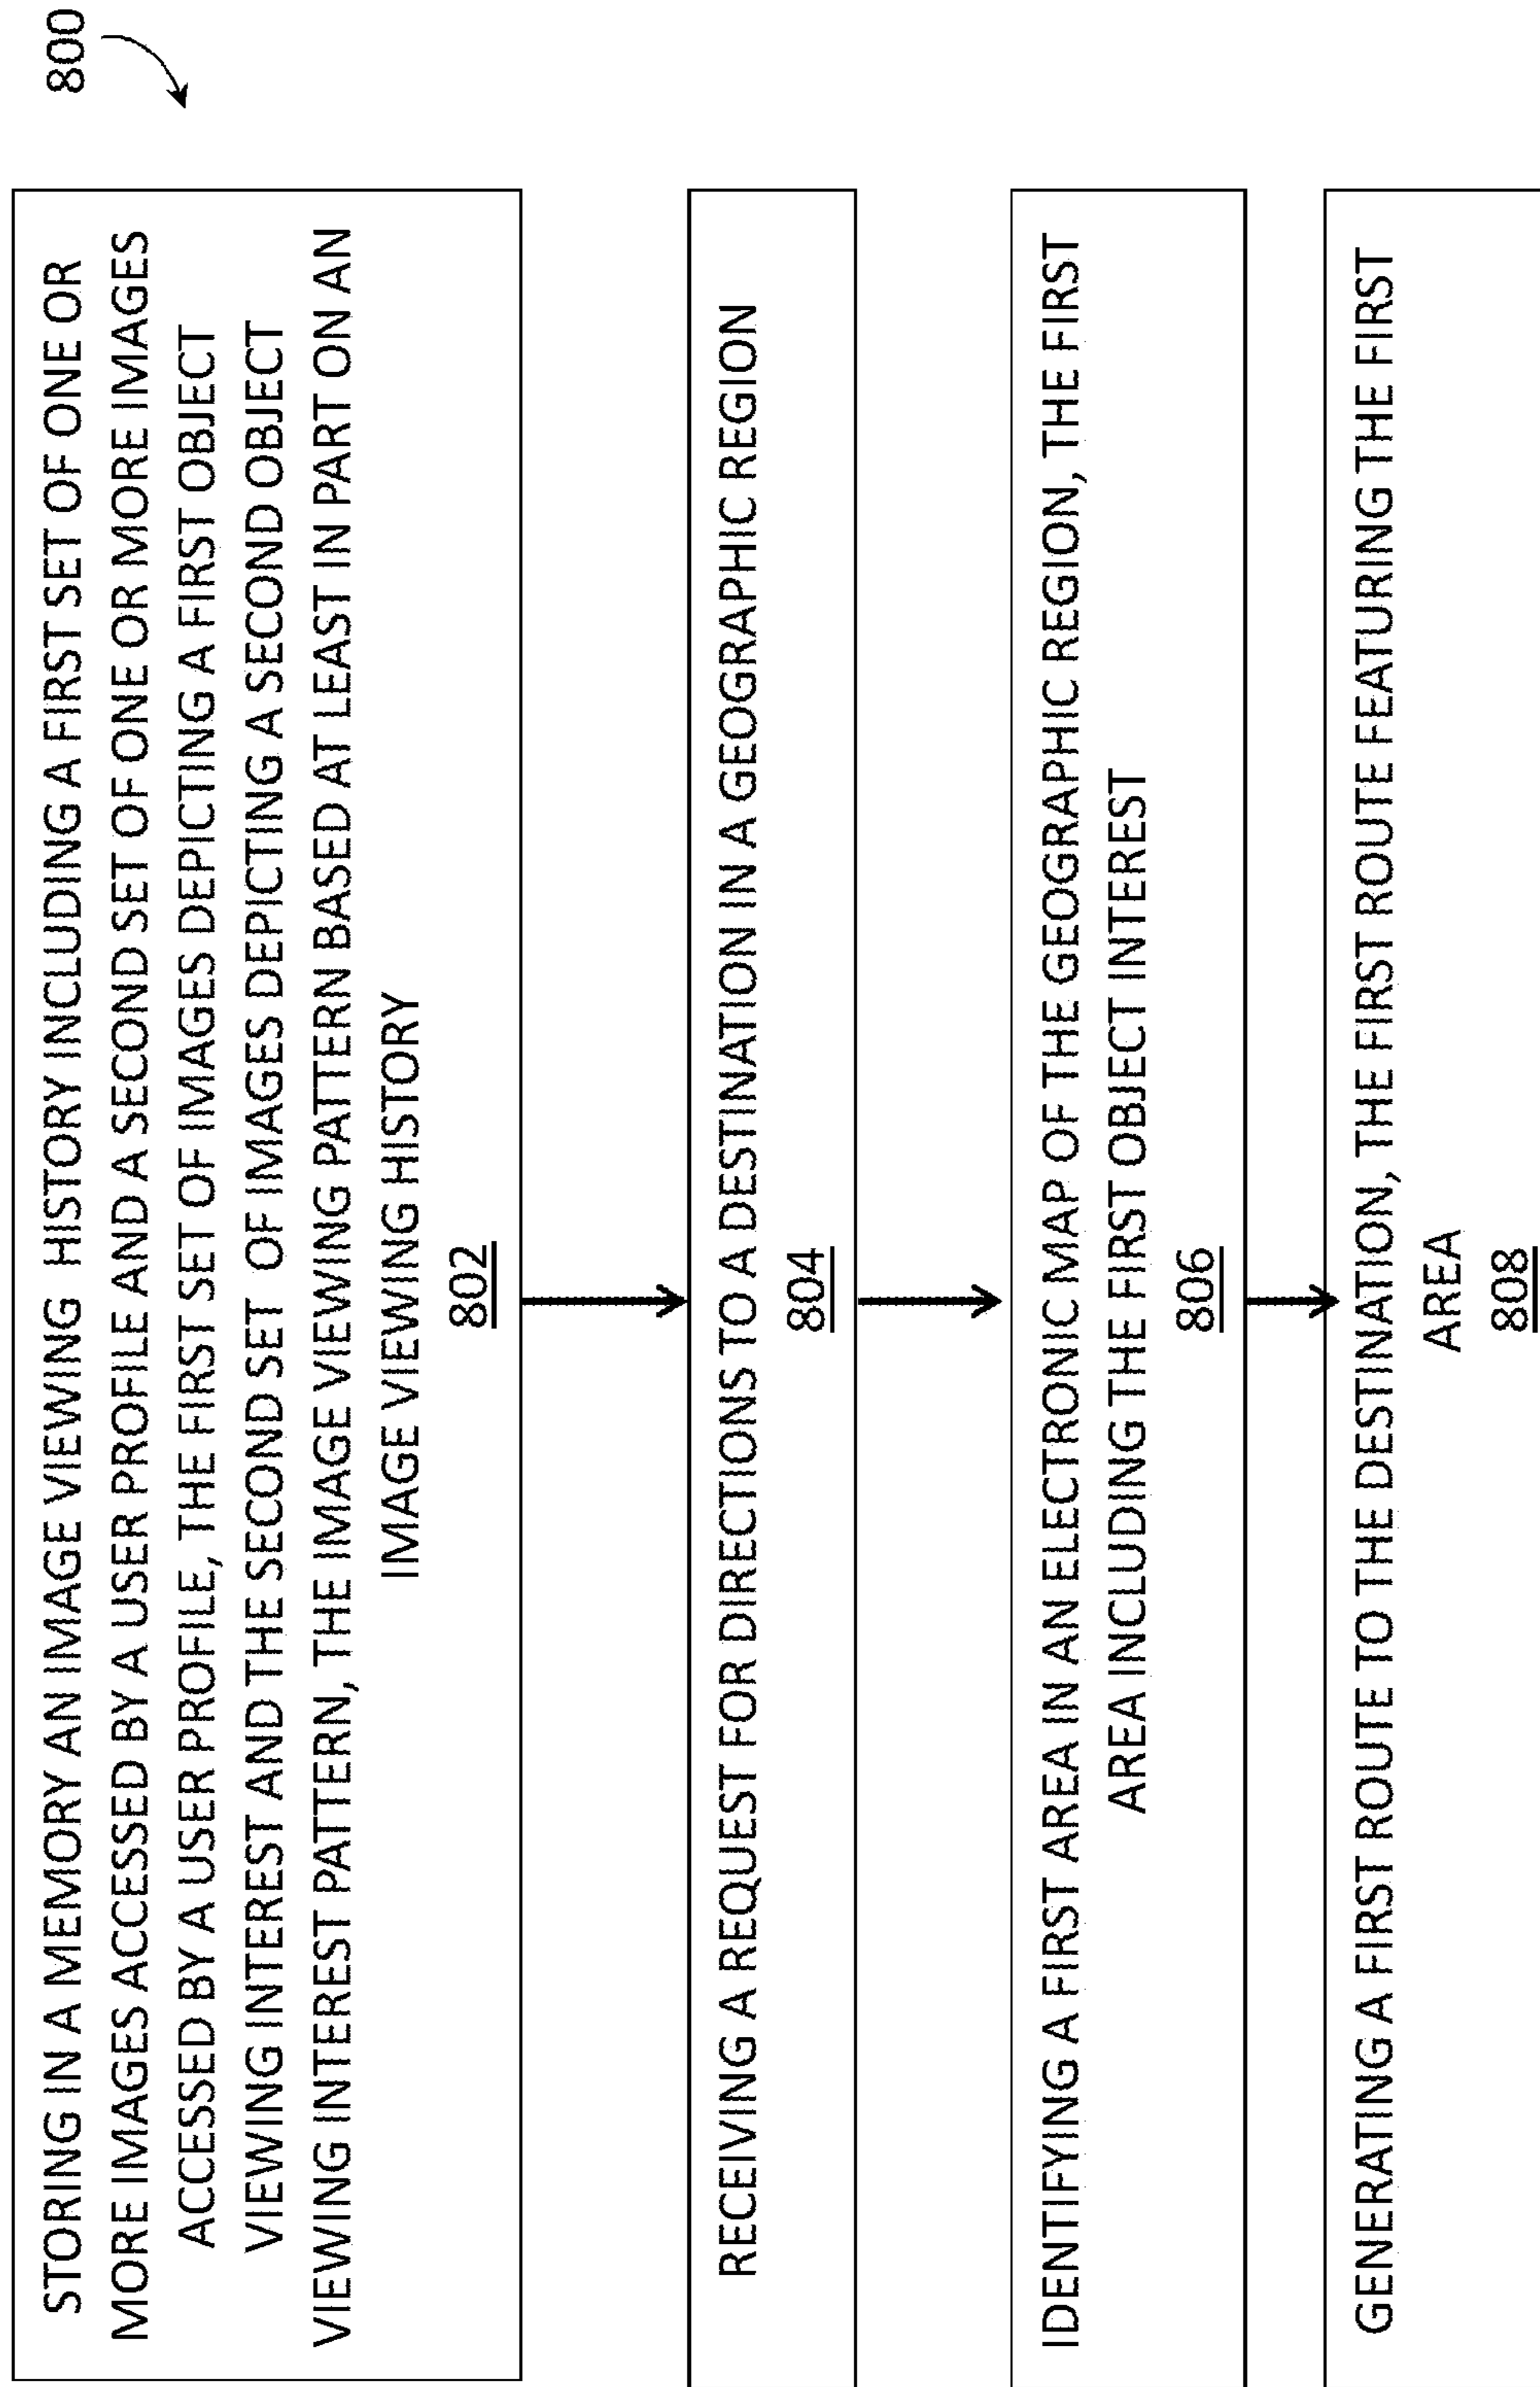 800
STORING IN A MEMORY AN IMAGE VIEWING HISTORY INCLUDING A FIRST SET OF ONE OR
MORE IMAGES ACCESSED BY A USER PROFILE AND A SECOND SET OF ONE OR MORE IMAGES
ACCESSED BY A USER PROFILE, THE FIRST SET OF IMAGES DEPICTING A FIRST OBJECT
VIEWING INTEREST AND THE SECOND SET OF IMAGES DEPICTING A SECOND OBJECT
VIEWING INTEREST PATTERN, THE IMAGE VIEWING PATTERN BASED AT LEAST IN PART ON AN
IMAGE VIEWING HISTORY
802
RECEIVING A REQUEST FOR DIRECTIONS TO A DESTINATION IN A GEOGRAPHIC REGION
804
IDENTIFYING A FIRST AREA IN AN ELECTRONIC MAP OF THE GEOGRAPHIC REGION, THE FIRST
AREA INCLUDING THE FIRST OBJECT INTEREST
806
GENERATING A FIRST ROUTE TO THE DESTINATION, THE FIRST ROUTE FEATURING THE FIRST
AREA
808